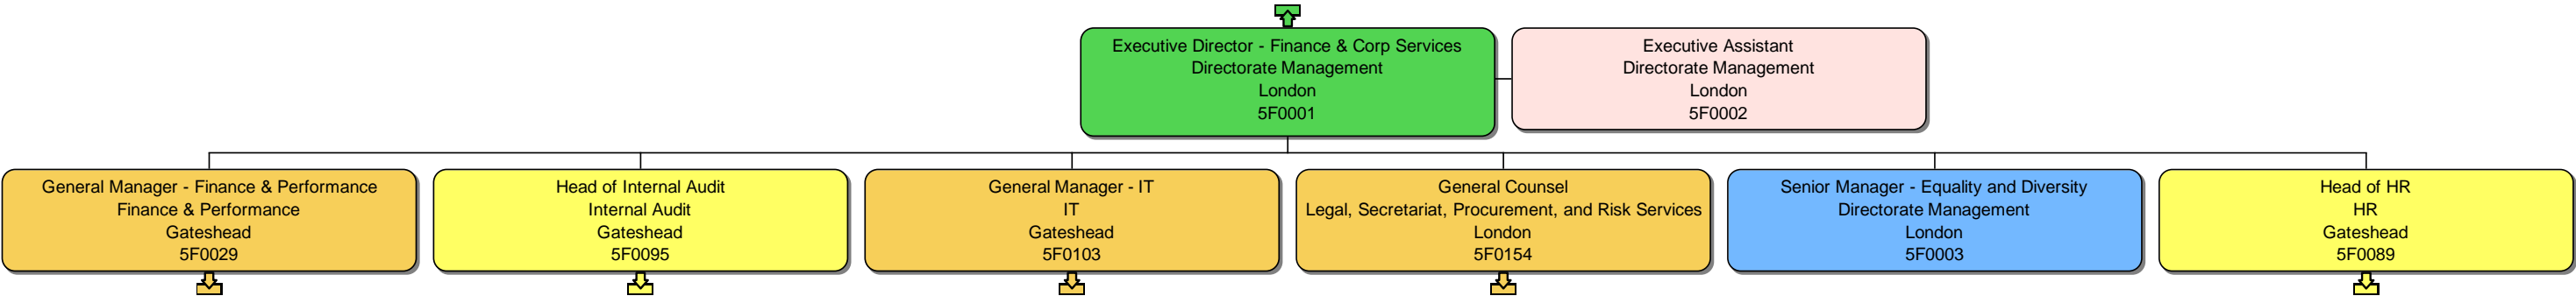 Executive Director - Finance & Corp Services
Directorate Management
London
5F0001
Executive Assistant
Directorate Management
London
5F0002
General Manager - Finance & Performance
Finance & Performance
Gateshead
5F0029
Head of Internal Audit
Internal Audit
Gateshead
5F0095
General Manager - IT
IT
Gateshead
5F0103
General Counsel
Legal, Secretariat, Procurement, and Risk Services
London
5F0154
Senior Manager - Equality and Diversity
Directorate Management
London
5F0003
Head of HR
HR
Gateshead
5F0089